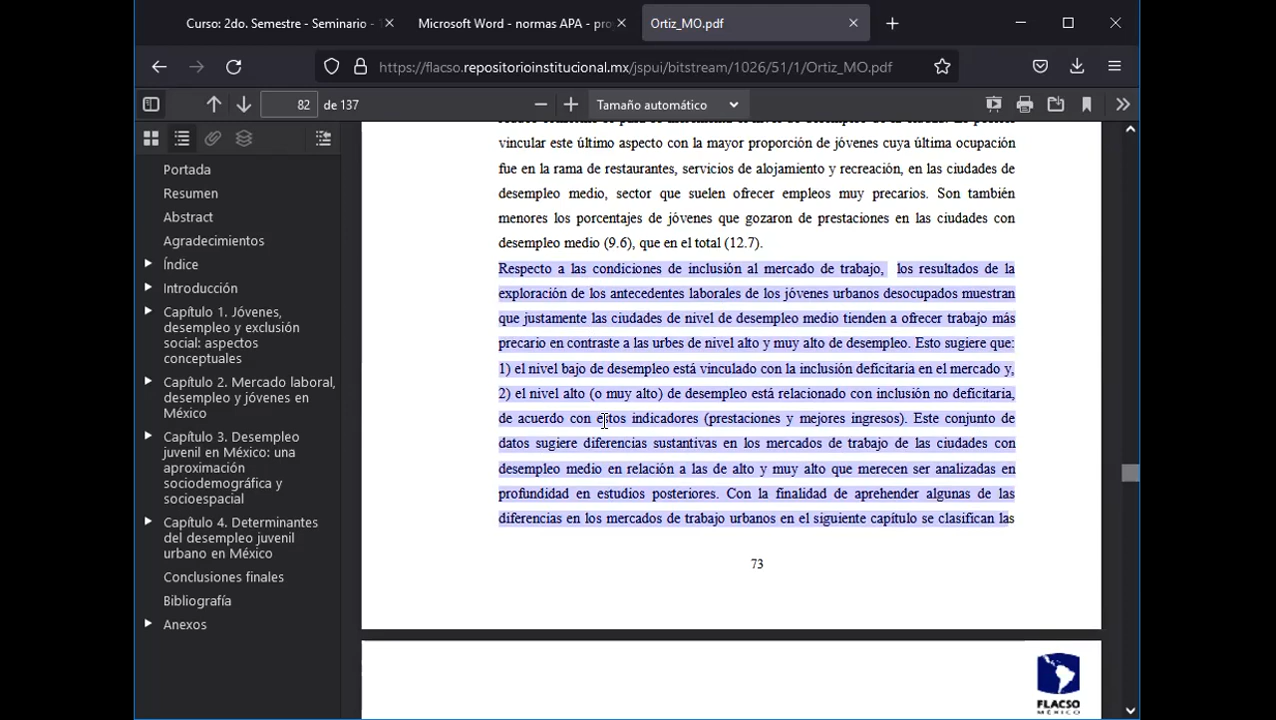 Curso: 2do. Semestre - Seminario -
Microsoft Word - normas APA - pro
Ortiz_MO.pdf
https://flacso.repositorioinstitucional.mx/jspui/bitstream/1026/51/1/Ortiz_MO.pdf
82 de 137
Tamaño automático
Portada
Resumen
Abstract
Agradecimientos
Índice
Introducción
Capítulo 1. Jóvenes,
desempleo y exclusión
social: aspectos
conceptuales
Capítulo 2. Mercado laboral,
desempleo y jóvenes en
México
Capítulo 3. Desempleo
juvenil en México: una
aproximación
sociodemográfica y
socioespacial
Capítulo 4. Determinantes
del desempleo juvenil
urbano en México
Conclusiones finales
Bibliografía
Anexos
vincular este último aspecto con la mayor proporción de jóvenes cuya última ocupación
fue en la rama de restaurantes, servicios de alojamiento y recreación, en las ciudades de
desempleo medio, sector que suelen ofrecer empleos muy precarios. Son también
menores los porcentajes de jóvenes que gozaron de prestaciones en las ciudades con
desempleo medio (9.6), que en el total (12.7).
Respecto a las condiciones de inclusión al mercado de trabajo, los resultados de la
exploración de los antecedentes laborales de los jóvenes urbanos desocupados muestran
que justamente las ciudades de nivel de desempleo medio tienden a ofrecer trabajo más
precario en contraste a las urbes de nivel alto y muy alto de desempleo. Esto sugiere que:
1) el nivel bajo de desempleo está vinculado con la inclusión deficitaria en el mercado y,
2) el nivel alto (o muy alto) de desempleo está relacionado con inclusión no deficitaria,
de acuerdo con estos indicadores (prestaciones y mejores ingresos). Este conjunto de
datos sugiere diferencias sustantivas en los mercados de trabajo de las ciudades con
desempleo medio en relación a las de alto y muy alto que merecen ser analizadas en
profundidad en estudios posteriores. Con la finalidad de aprehender algunas de las
diferencias en los mercados de trabajo urbanos en el siguiente capítulo se clasifican las
73
FLACSO
MÉXICO